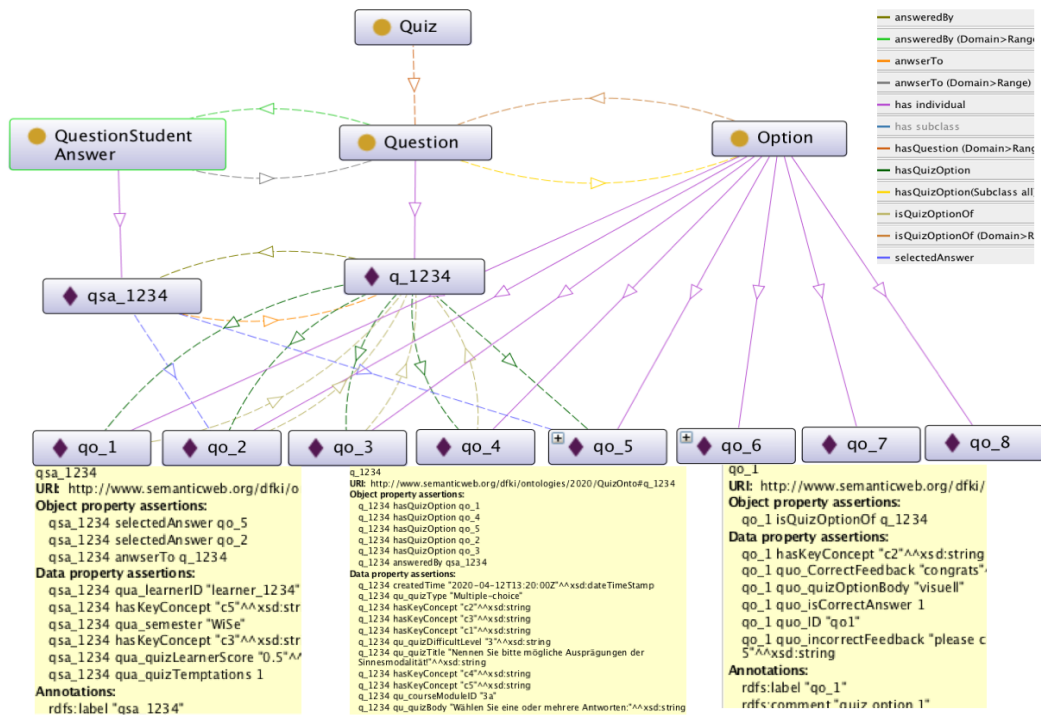 Quiz
answeredBy
answeredBy (Domain>Range
anwserTo
anwserTo (Domain>Range)
has individual
has subclass
hasQuestion (Domain>Rang
hasQuizOption
hasQuizOption(Subclass all
isQuizOptionOf
isQuizOptionOf (Domain>R
selectedAnswer
QuestionStudent
Answer
Question
Option
qsa_1234
q_1234
qo_1
qo_2
qo_3
qo_4
qo_5
qo_6
qo_7
qo_8
qsa_1234
URI: http://www.semanticweb.org/dfki/o
Object property assertions:
qsa_1234 selectedAnswer qo_5
qsa_1234 selectedAnswer qo_2
qsa_1234 anwserTo q_1234
Data property assertions:
qsa_1234 qua_learnerID "learner_1234"
qsa_1234 hasKeyConcept "c5"^^xsd:str
qsa_1234 qua_semester "WiSe"
qsa_1234 hasKeyConcept "c3"^^xsd:str
qsa_1234 qua_quizLearnerScore "0.5"^^
qsa_1234 qua_quizTemptations 1
Annotations:
rdfs:label "qsa_1234"
q_1234
URI: http://www.semanticweb.org/dfki/ontologies/2020/QuizOnto#q_1234
Object property assertions:
q_1234 hasQuizOption qo_1
q_1234 hasQuizOption qo_4
q_1234 hasQuizOption qo_5
q_1234 hasQuizOption qo_2
q_1234 hasQuizOption qo_3
q_1234 answeredBy qsa_1234
Data property assertions:
q_1234 createdTime "2020-04-12T13:20:00Z"^^xsd:dateTimeStamp
q_1234 qu_quizType "Multiple-choice"
q_1234 hasKeyConcept "c2"^^xsd:string
q_1234 hasKeyConcept "c3"^^xsd:string
q_1234 hasKeyConcept "c1"^^xsd:string
q_1234 qu_quizDifficultLevel "3"^^xsd:string
q_1234 qu_quizTitle "Nennen Sie bitte mögliche Ausprägungen der
Sinnesmodalität!"^^xsd:string
q_1234 hasKeyConcept "c4"^^xsd:string
q_1234 hasKeyConcept "c5"^^xsd:string
q_1234 qu_courseModuleID "3a"
q_1234 qu_quizBody "Wählen Sie eine oder mehrere Antworten:"^^xsd:string
qo_1
URI: http://www.semanticweb.org/dfki/
Object property assertions:
qo_1 isQuizOptionOf q_1234
Data property assertions:
qo_1 hasKeyConcept "c2"^^xsd:string
qo_1 quo_CorrectFeedback "congrats"^
qo_1 quo_quizOptionBody "visuell"
qo_1 quo_isCorrectAnswer 1
qo_1 quo_ID "qo1"
qo_1 quo_incorrectFeedback "please c
5"^^xsd:string
Annotations:
rdfs:label "qo_1"
rdfs:comment "quiz option 1"